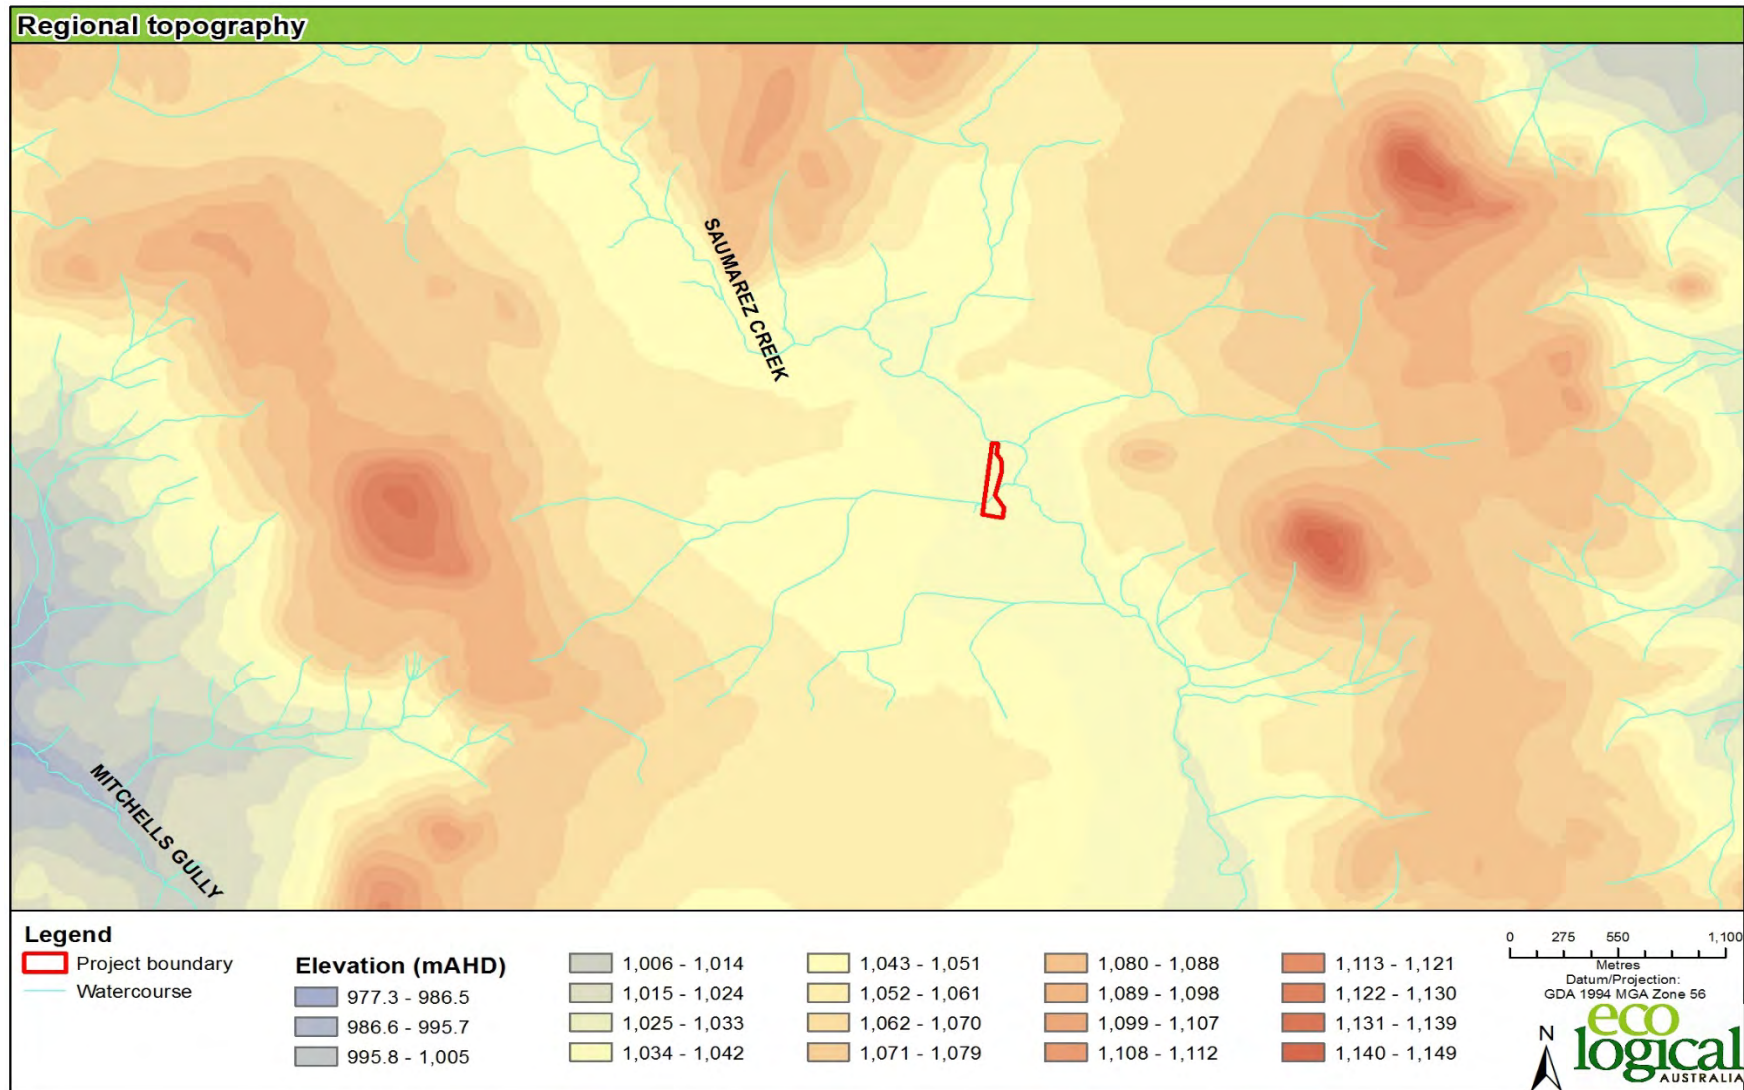 Regional topography
SAUMAREZ CREEK
MITCHELLS GULLY
Legend
Project boundary
Watercourse
Elevation (mAHD)
977.3 - 986.5
986.6 - 995.7
995.8 - 1,005
1,006 - 1,014
1,015 - 1,024
1,025 - 1,033
1,034 - 1,042
1,043 - 1,051
1,052 - 1,061
1,062 - 1,070
1,071 - 1,079
1,080 - 1,088
1,089 - 1,098
1,099 - 1,107
1,108 - 1,112
1,113 - 1,121
1,122 - 1,130
1,131 - 1,139
1,140 - 1,149
0 275 550 1,100
Metres
Datum/Projection:
GDA 1994 MGA Zone 56
N
eco
logical
AUSTRALIA